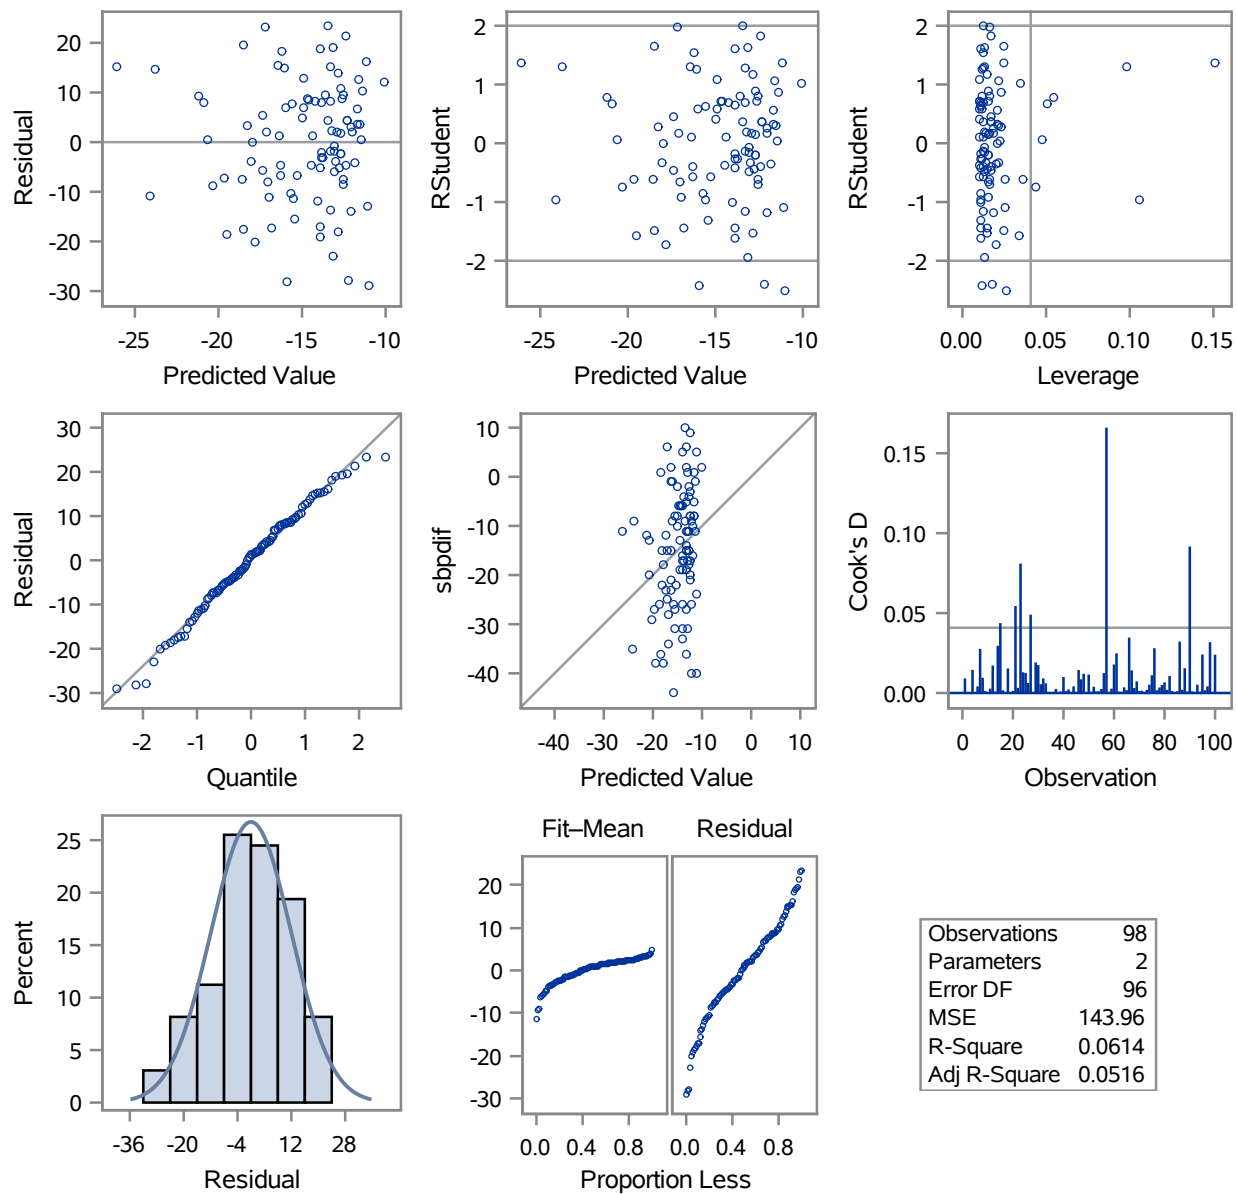 20
10
0
-10
-20
-30
Residual
-25 -20 -15 -10
Predicted Value
2
1
0
-1
-2
RStudent
-25 -20 -15 -10
Predicted Value
2
1
0
-1
-2
RStudent
0.00 0.05 0.10 0.15
Leverage
30
20
10
0
-10
-20
-30
Residual
-2 -1 0 1 2
Quantile
10
0
-10
-20
-30
-40
sbpdif
-40 -30 -20 -10 0 10
Predicted Value
0.15
0.10
0.05
0.00
Cook's D
0 20 40 60 80 100
Observation
25
20
15
10
5
0
Percent
-36 -20 -4 12 28
Residual
Fit–Mean Residual
20
10
0
-10
-20
-30
0.0 0.4 0.8 0.0 0.4 0.8
Proportion Less
Observations 98
Parameters 2
Error DF 96
MSE 143.96
R-Square 0.0614
Adj R-Square 0.0516